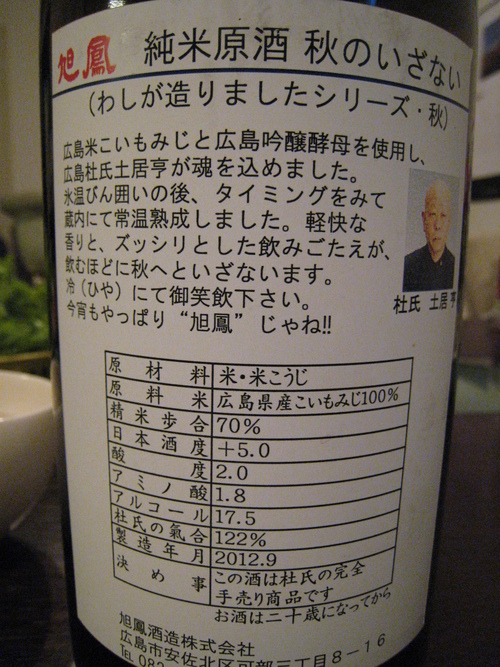 旭鳳 純米原酒 秋のいざない
（わしが造りましたシリーズ・秋）
広島米こいもみじと広島吟醸酵母を使用し、
広島杜氏土居亨が魂を込めました。
氷温びん囲いの後、タイミングをみて
蔵内にて常温熟成しました。軽快な
香りと、ズッシリとした飲みごたえが、
飲むほどに秋へといざないます。
冷（ひや）にて御笑飲下さい。
今宵もやっぱり“旭鳳”じゃね!!
杜氏 土居亨
原材料 米・米こうじ
原料米 広島県産こいもみじ100%
精米歩合 70%
日本酒度 +5.0
酸度 2.0
アミノ酸 1.8
アルコール 17.5
杜氏の氣合 122%
製造年月 2012.9
決め事 この酒は杜氏の完全
手売り商品です
お酒は二十歳になってから
旭鳳酒造株式会社
広島市安佐北区可部三丁目8-16
TEL 082